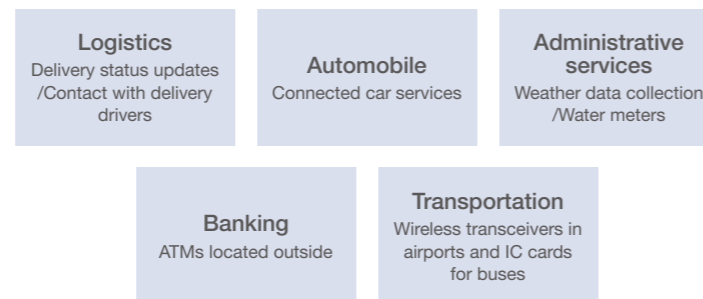 Logistics
Delivery status updates
/Contact with delivery
drivers
Automobile
Connected car services
Administrative
services
Weather data collection
/Water meters
Banking
ATMs located outside
Transportation
Wireless transceivers in
airports and IC cards
for buses